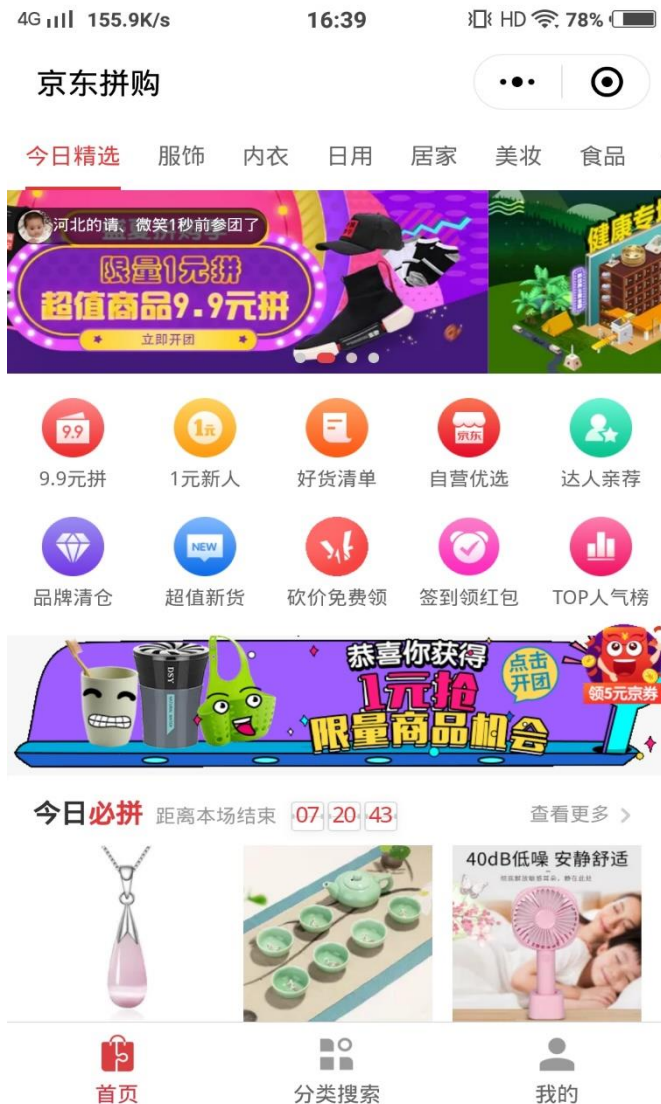 4G 155.9K/s 16:39 HD 78%
京东拼购
今日精选 服饰 内衣 日用 居家 美妆 食品
河北的请、微笑1秒前参团了
健康专
限量1元拼
超值商品9.9元拼
立即开团
9.9 1元 京东
9.9元拼 1元新人 好货清单 自营优选 达人亲荐
NEW
品牌清仓 超值新货 砍价免费领 签到领红包 TOP人气榜
恭喜你获得
1元抢
限量商品机会
点击
开团
领5元京券
DSY
今日必拼 距离本场结束 07 20 43 查看更多 >
40dB低噪 安静舒适
首页 分类搜索 我的